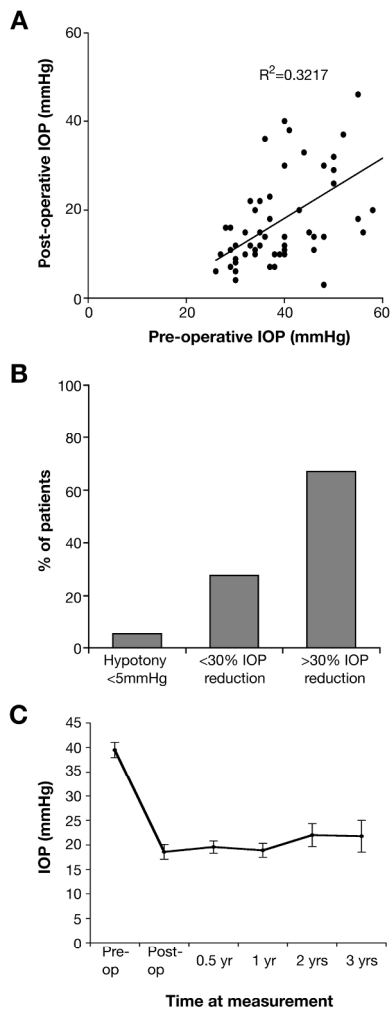 A
60
R²=0.3217
40
20
0
0 20 40 60
Post-operative IOP (mmHg)
Pre-operative IOP (mmHg)
B
100
80
60
40
20
0
% of patients
Hypotony <30% IOP >30% IOP
<5mmHg reduction reduction
C
45
40
35
30
25
20
15
10
5
0
IOP (mmHg)
Pre- Post- 0.5 yr 1 yr 2 yrs 3 yrs
op op
Time at measurement